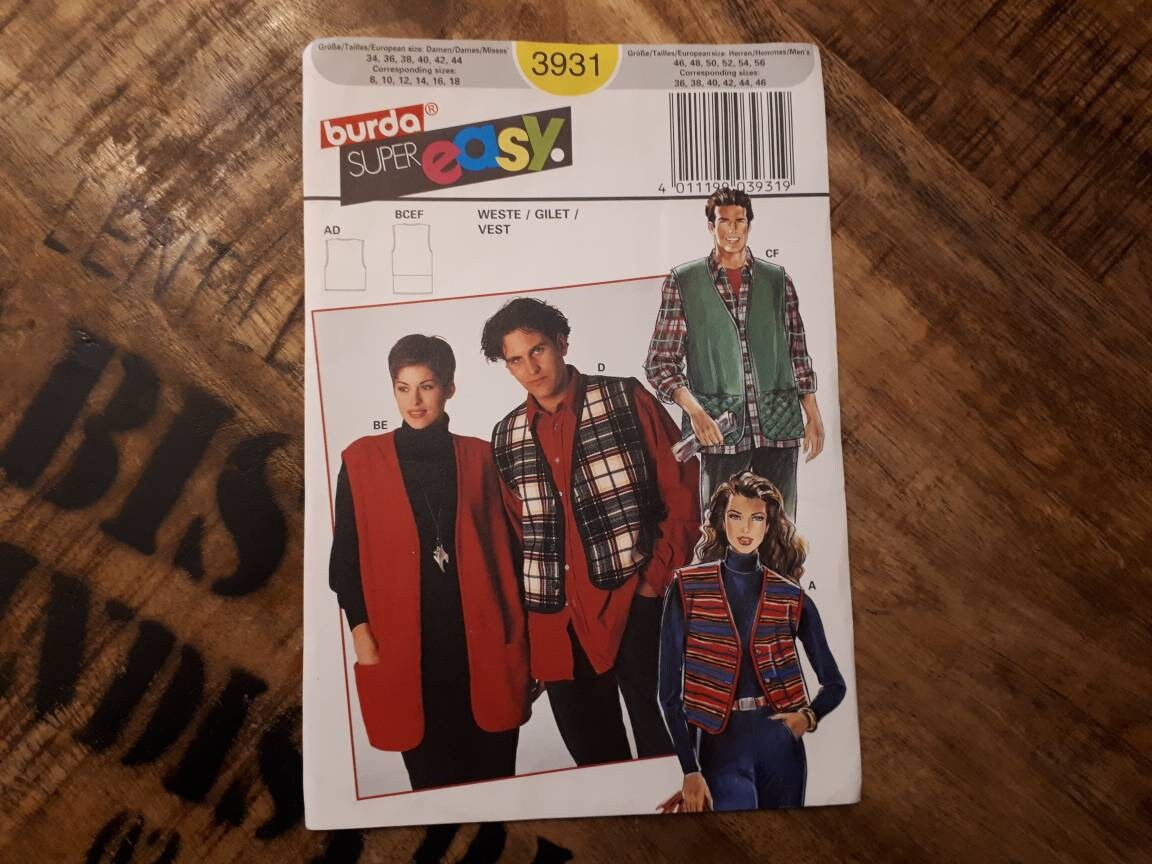 Größe/Tailles/European size: Damen/Dames/Misses'
34, 36, 38, 40, 42, 44
Corresponding sizes:
8, 10, 12, 14, 16, 18
3931
Größe/Tailles/European size: Herren/Hommes/Men's
46, 48, 50, 52, 54, 56
Corresponding sizes:
36, 38, 40, 42, 44, 46
burda®
SUPER easy.
4 011199 039319
AD
BCEF
WESTE / GILET /
VEST
CF
D
BE
A
BIS